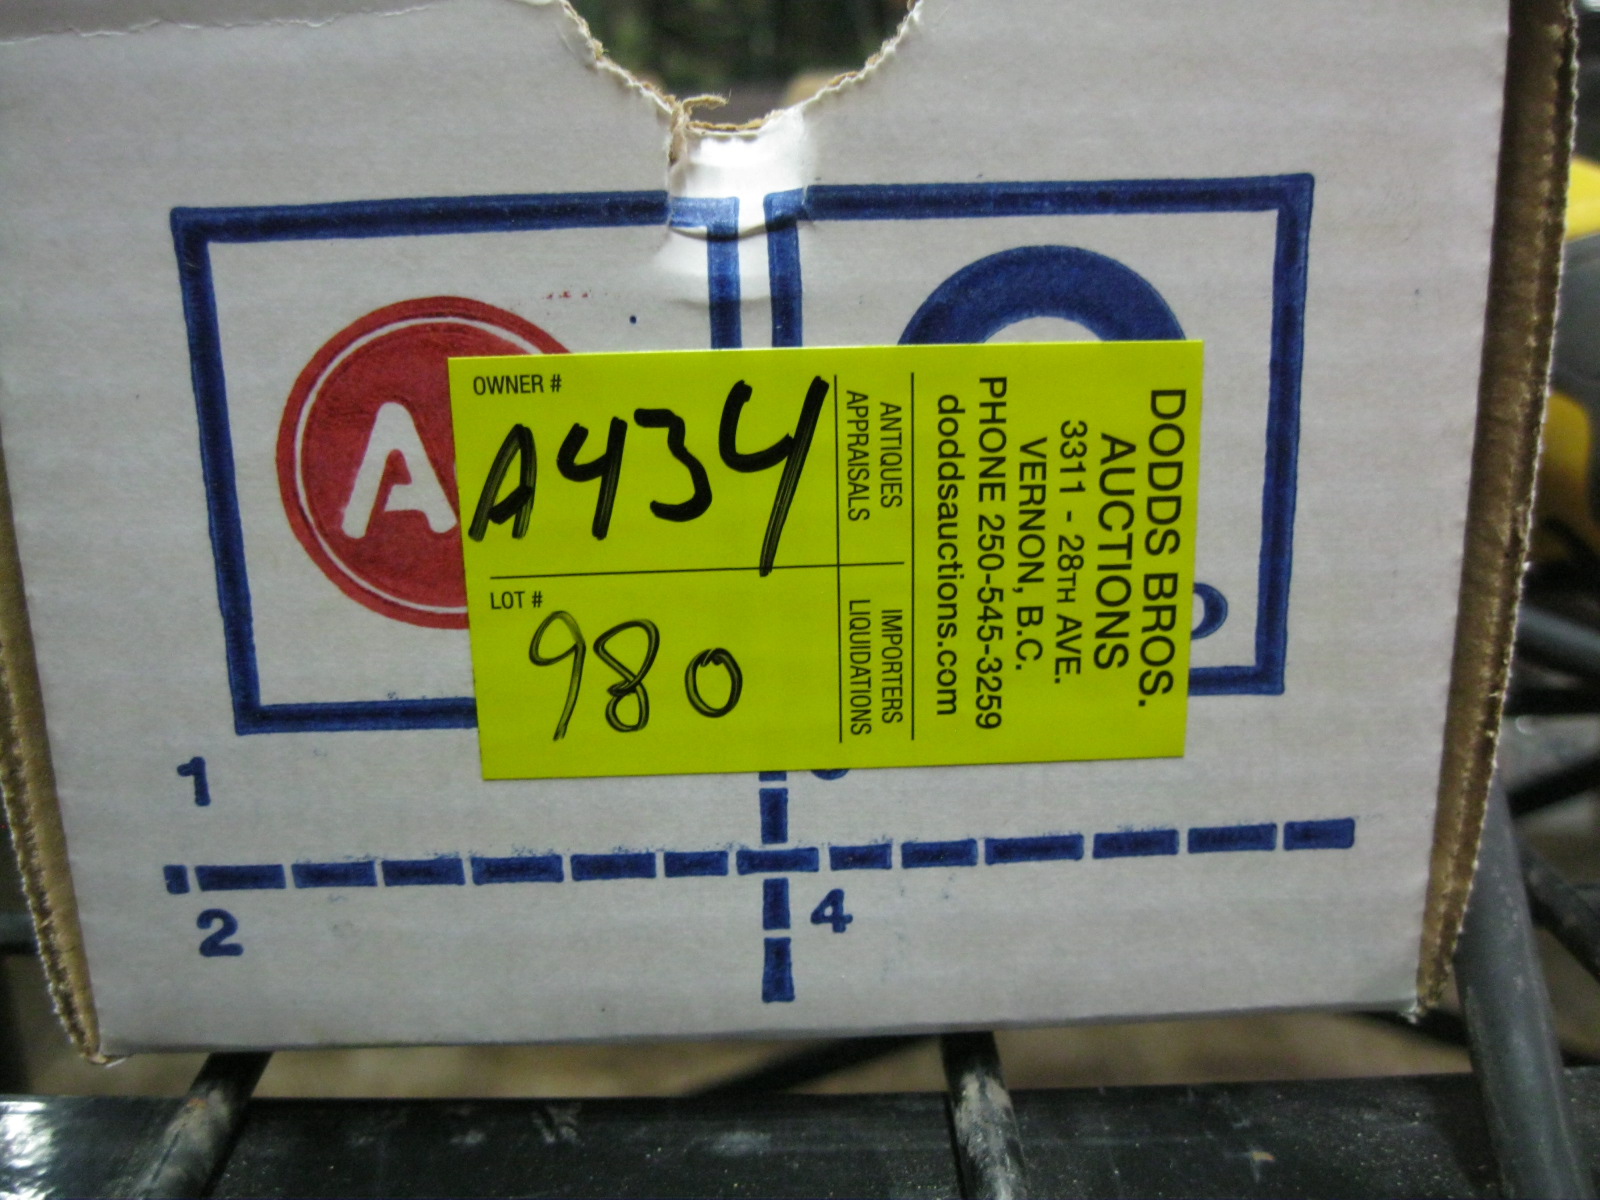 A
OWNER #
A434
LOT #
980
ANTIQUES
APPRAISALS
IMPORTERS
LIQUIDATIONS
DODDS BROS.
AUCTIONS
3311 - 28TH AVE.
VERNON, B.C.
PHONE 250-545-3259
doddsauctions.com
1
2
4